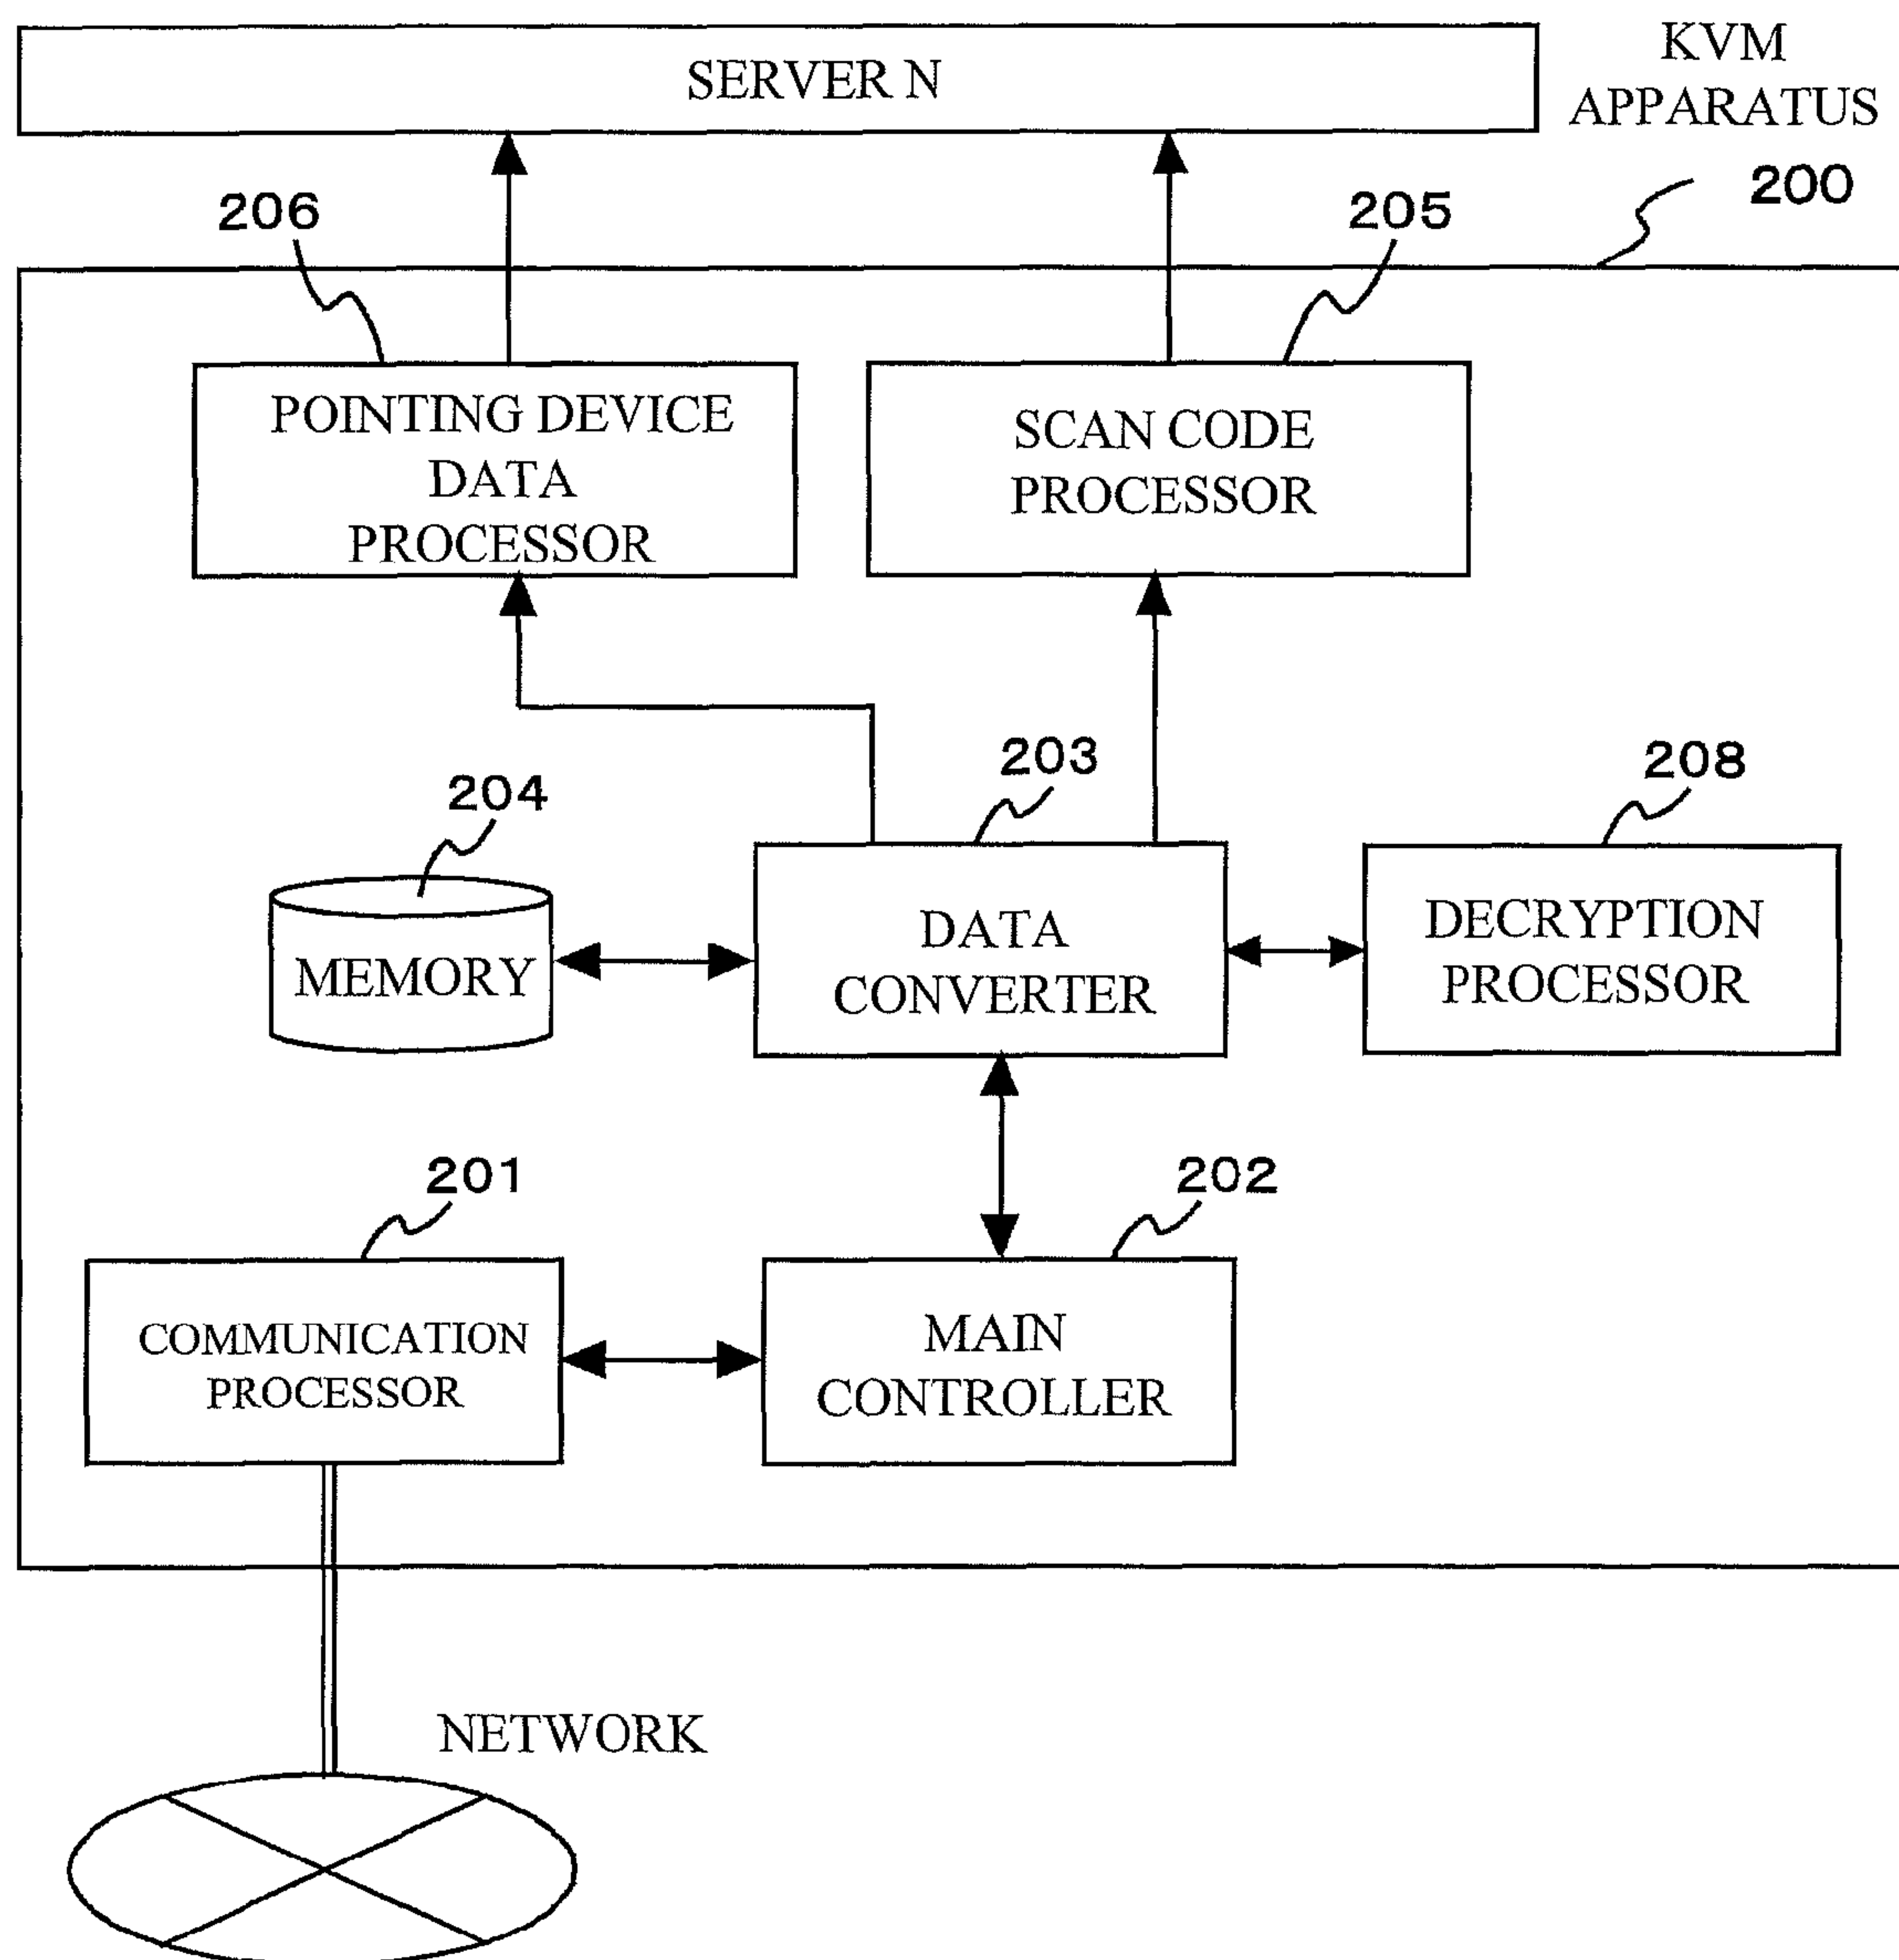 SERVER N
KVM
APPARATUS
200
206
205
POINTING DEVICE
DATA
PROCESSOR
SCAN CODE
PROCESSOR
203
208
204
MEMORY
DATA
CONVERTER
DECRYPTION
PROCESSOR
201
202
COMMUNICATION
PROCESSOR
MAIN
CONTROLLER
NETWORK